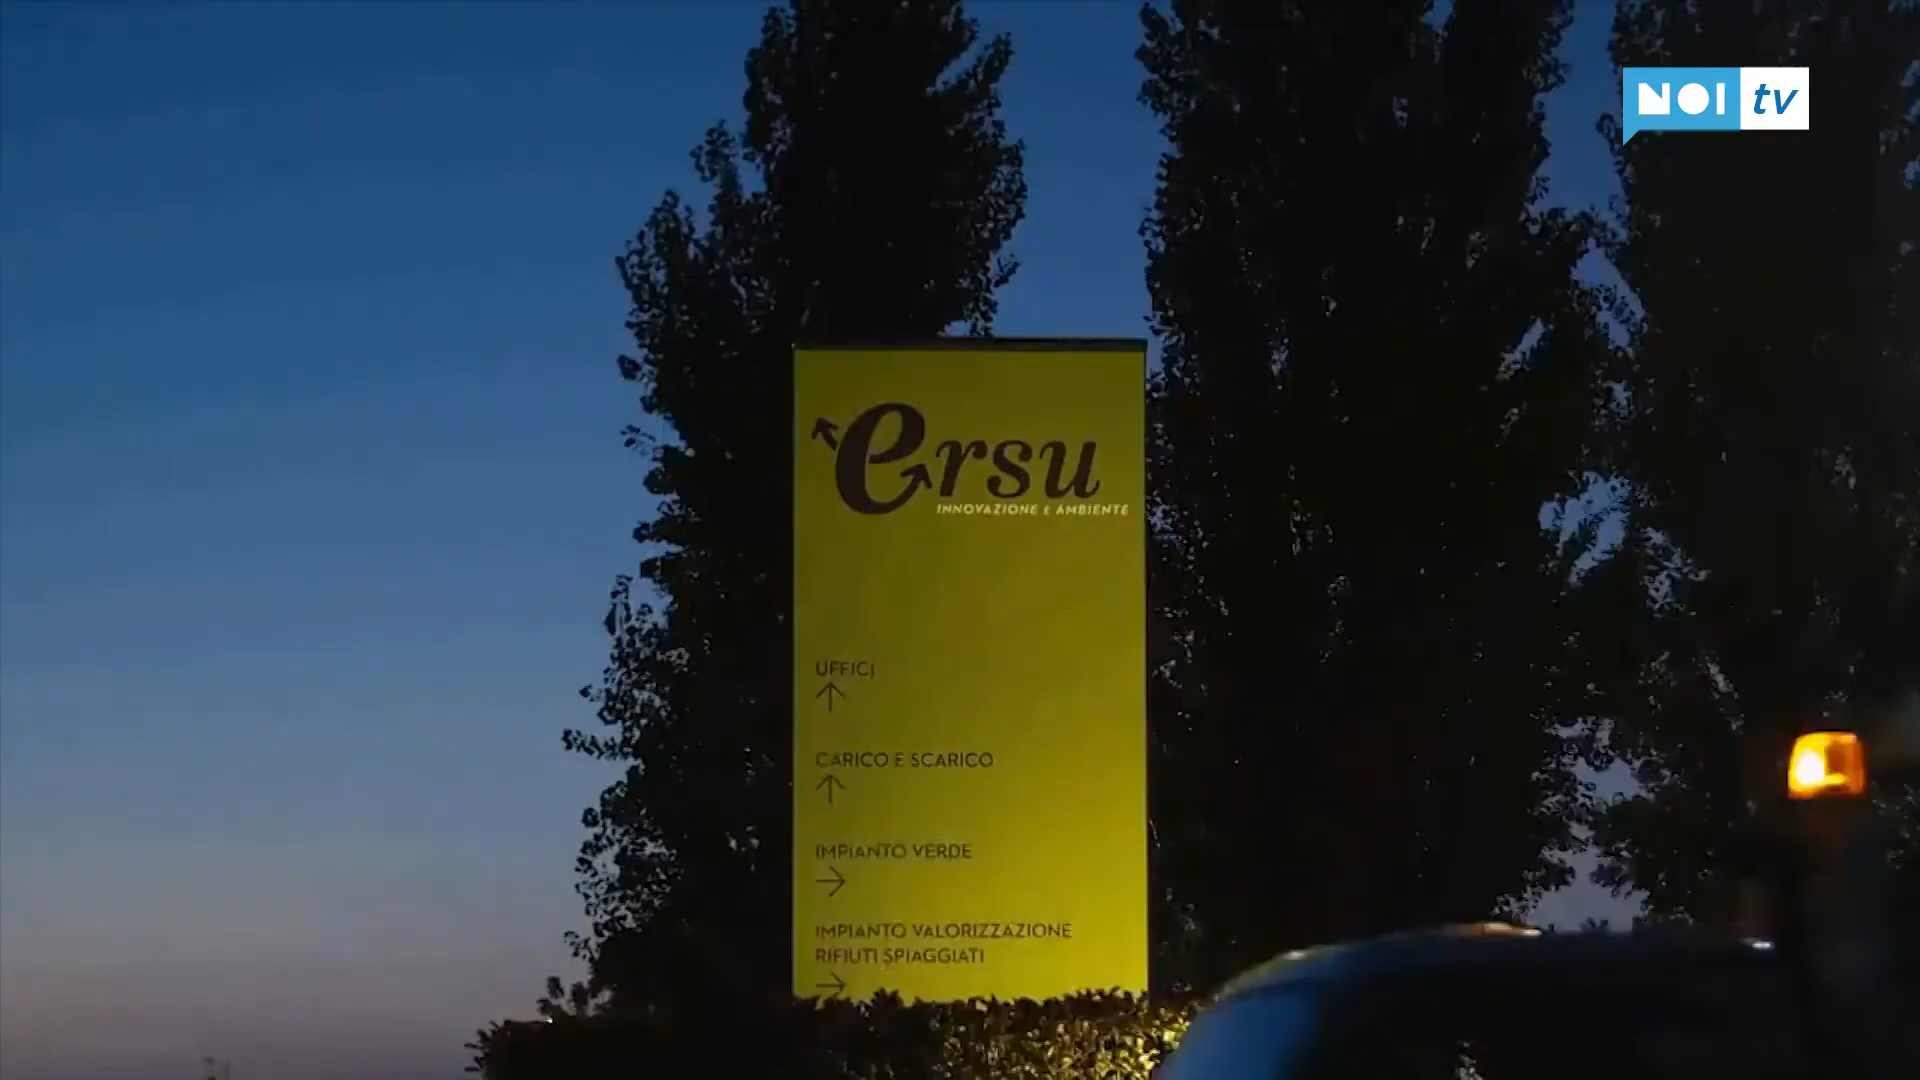 NOI tv
ersu
INNOVAZIONE E AMBIENTE
UFFICI
CARICO E SCARICO
IMPIANTO VERDE
IMPIANTO VALORIZZAZIONE
RIFIUTI SPIAGGIATI